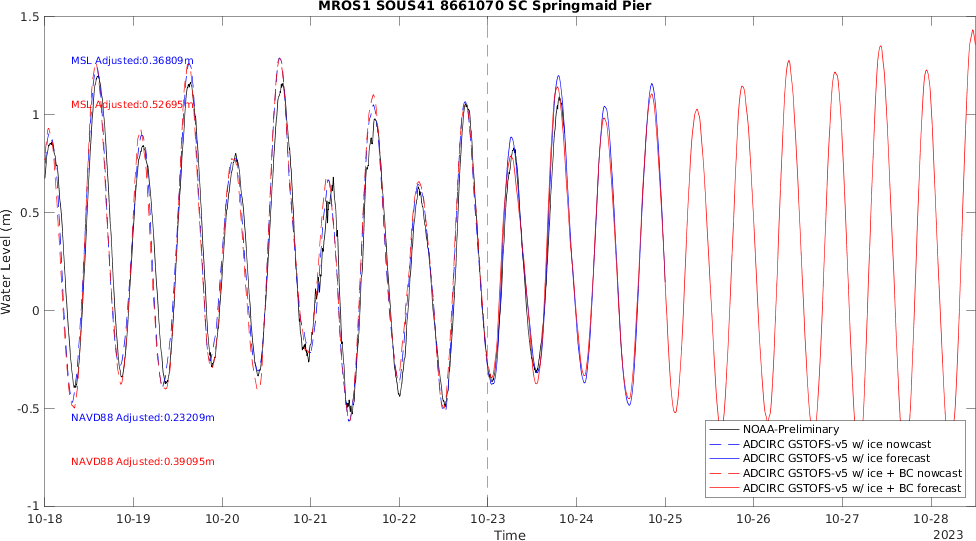 MROS1 SOUS41 8661070 SC Springmaid Pier
1.5
MSL Adjusted:0.36809m
MSL Adjusted:0.52695m
1
0.5
Water Level (m)
0
-0.5
NAVD88 Adjusted:0.23209m
NAVD88 Adjusted:0.39095m
NOAA-Preliminary
ADCIRC GSTOFS-v5 w/ ice nowcast
ADCIRC GSTOFS-v5 w/ ice forecast
ADCIRC GSTOFS-v5 w/ ice + BC nowcast
ADCIRC GSTOFS-v5 w/ ice + BC forecast
-1
10-18 10-19 10-20 10-21 10-22 10-23 10-24 10-25 10-26 10-27 10-28
Time
2023